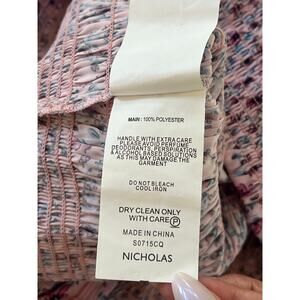 MAIN : 100% POLYESTER
HANDLE WITH EXTRA CARE
PLEASE AVOID PERFUME
DEODORANTS, PERSPIRATION
& ALCOHOL BASED SOLUTIONS
AS THIS MAY DAMAGE THE
GARMENT
DO NOT BLEACH
COOL IRON
DRY CLEAN ONLY
WITH CARE Ⓟ
MADE IN CHINA
S0715CQ
NICHOLAS